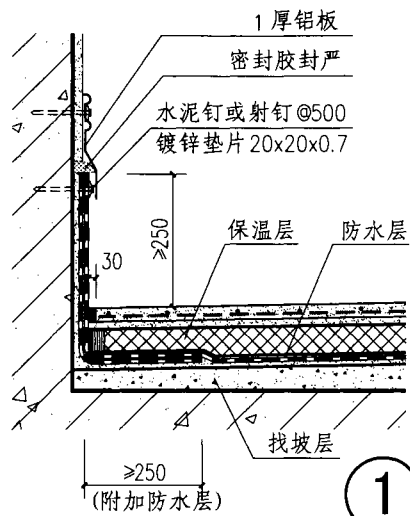 1厚铝板
密封胶封严
水泥钉或射钉@500
镀锌垫片20x20x0.7
≥250
保温层
防水层
30
找坡层
≥250
(附加防水层)
1